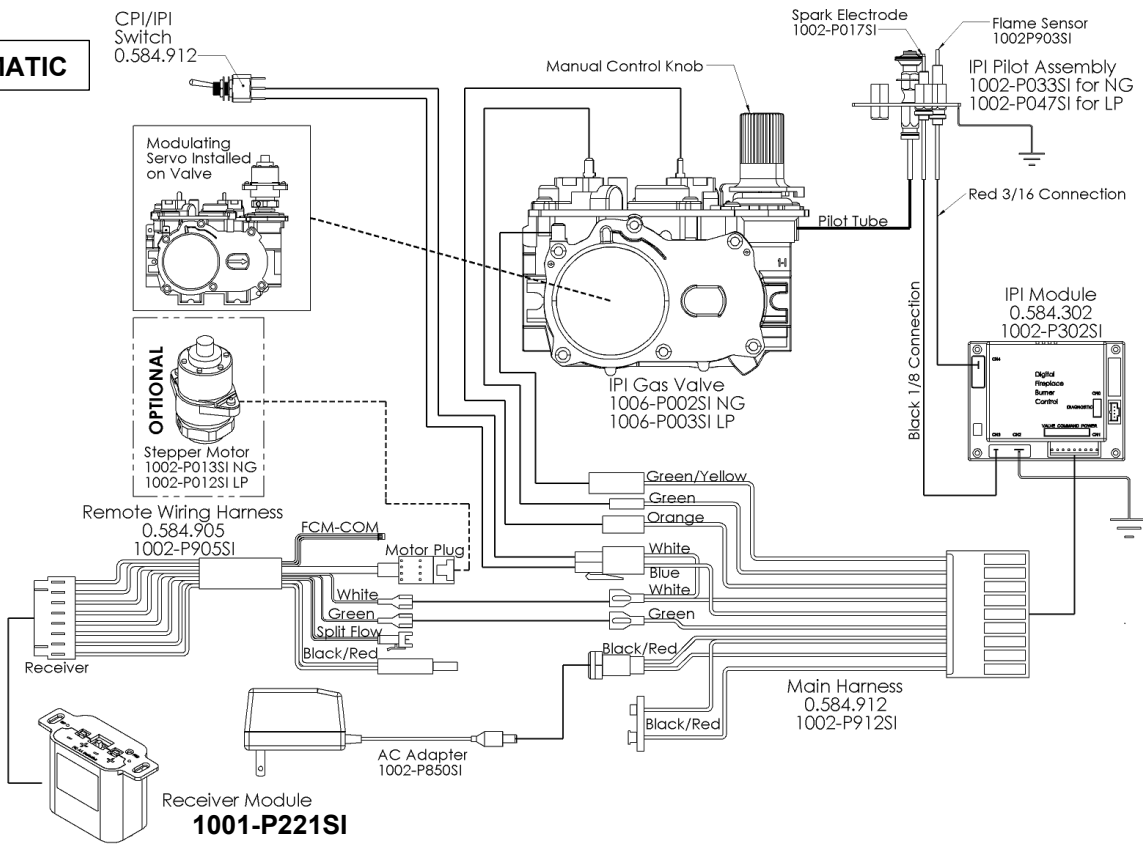 MATIC
CPI/IPI
Switch
0.584.912
Manual Control Knob
Spark Electrode
1002-P017SI
Flame Sensor
1002P903SI
IPI Pilot Assembly
1002-P033SI for NG
1002-P047SI for LP
Modulating
Servo Installed
on Valve
Pilot Tube
Red 3/16 Connection
Black 1/8 Connection
IPI Module
0.584.302
1002-P302SI
Digital
Fireplace
Burner
Control
DIAGNOSTIC
VALVE COMMAND POWER
IPI Gas Valve
1006-P002SI NG
1006-P003SI LP
OPTIONAL
Stepper Motor
1002-P013SI NG
1002-P012SI LP
Remote Wiring Harness
0.584.905
1002-P905SI
FCM-COM
Motor Plug
White
Green
Split Flow
Black/Red
Receiver
Green/Yellow
Green
Orange
White
Blue
White
Green
Black/Red
Black/Red
Main Harness
0.584.912
1002-P912SI
AC Adapter
1002-P850SI
Receiver Module
1001-P221SI